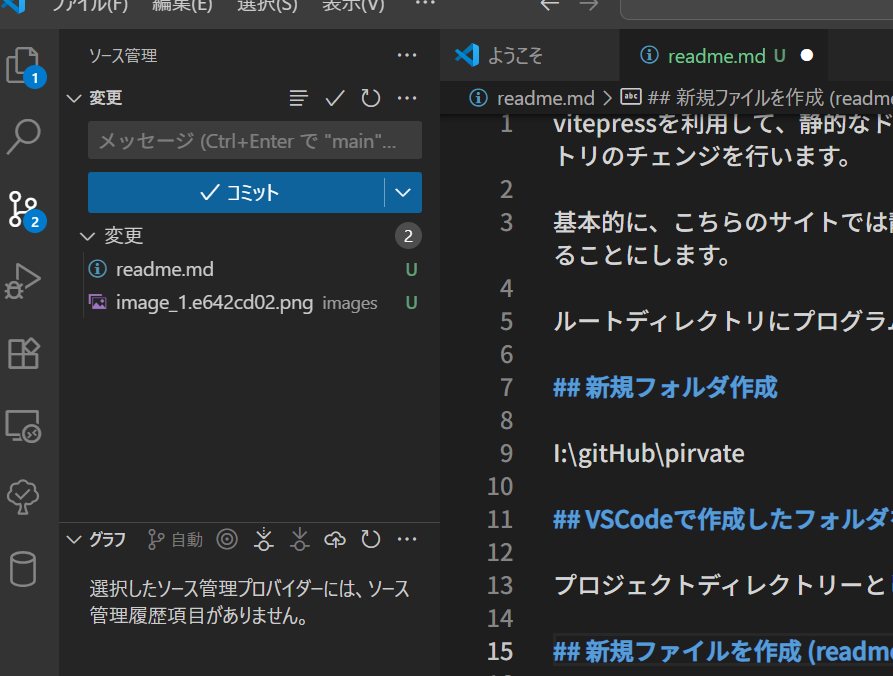 ファイル(F) 編集(E) 選択(S) 表示(V) ...
1
ソース管理
変更
メッセージ (Ctrl+Enter で "main"...
コミット
2
変更 2
readme.md U
image_1.e642cd02.png images U
グラフ 自動
選択したソース管理プロバイダーには、ソース
管理履歴項目がありません。
ようこそ
readme.md U
readme.md > ## 新規ファイルを作成 (readme
1 vitepressを利用して、静的なド
トリのチェンジを行います。
2
3 基本的に、こちらのサイトでは
ることにします。
4
5 ルートディレクトリにプログラ
6
7 ## 新規フォルダ作成
8
9 I:\gitHub\pirvate
10
11 ## VSCodeで作成したフォルダ
12
13 プロジェクトディレクトリーと
14
15 ## 新規ファイルを作成 (readme